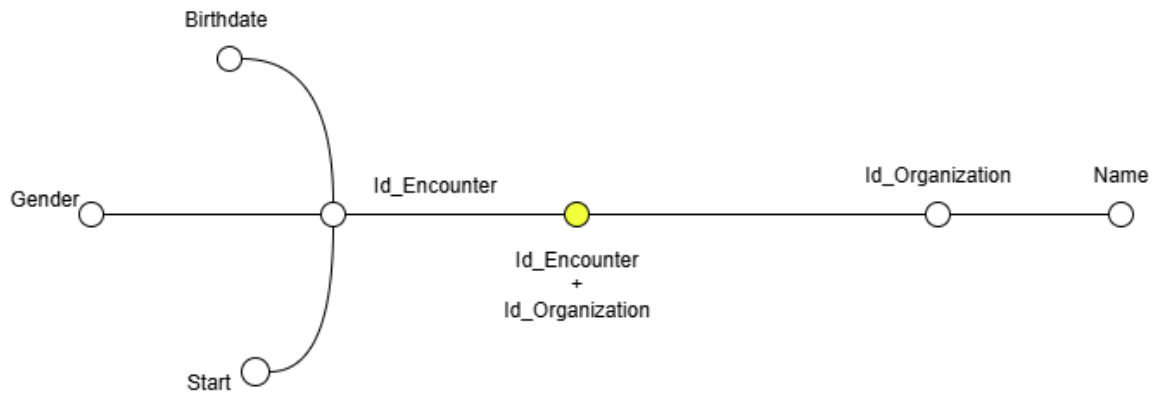 Birthdate
Gender
Id_Encounter
Id_Organization
Name
Id_Encounter
+
Id_Organization
Start